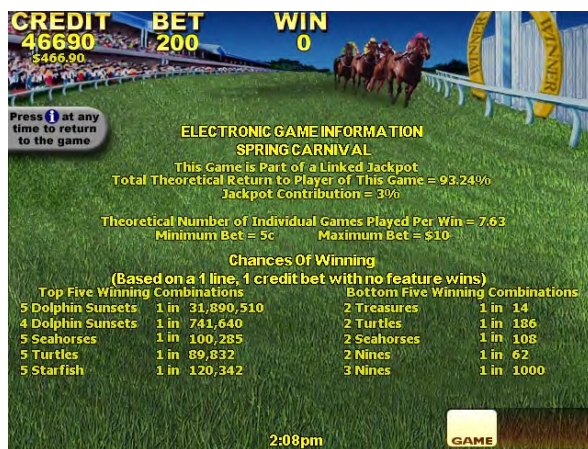 CREDIT BET WIN
46690 200 0
$466.90
WINNER
WINNER
Press i at any
time to return
to the game
ELECTRONIC GAME INFORMATION
SPRING CARNIVAL
This Game is Part of a Linked Jackpot
Total Theoretical Return to Player of This Game = 93.24%
Jackpot Contribution = 3%
Theoretical Number of Individual Games Played Per Win = 7.63
Minimum Bet = 5c Maximum Bet = $10
Chances Of Winning
(Based on a 1 line, 1 credit bet with no feature wins)
Top Five Winning Combinations Bottom Five Winning Combinations
5 Dolphin Sunsets 1 in 31,890,510 2 Treasures 1 in 14
4 Dolphin Sunsets 1 in 741,640 2 Turtles 1 in 186
5 Seahorses 1 in 100,285 2 Seahorses 1 in 108
5 Turtles 1 in 89,832 2 Nines 1 in 62
5 Starfish 1 in 120,342 3 Nines 1 in 1000
2:08pm GAME